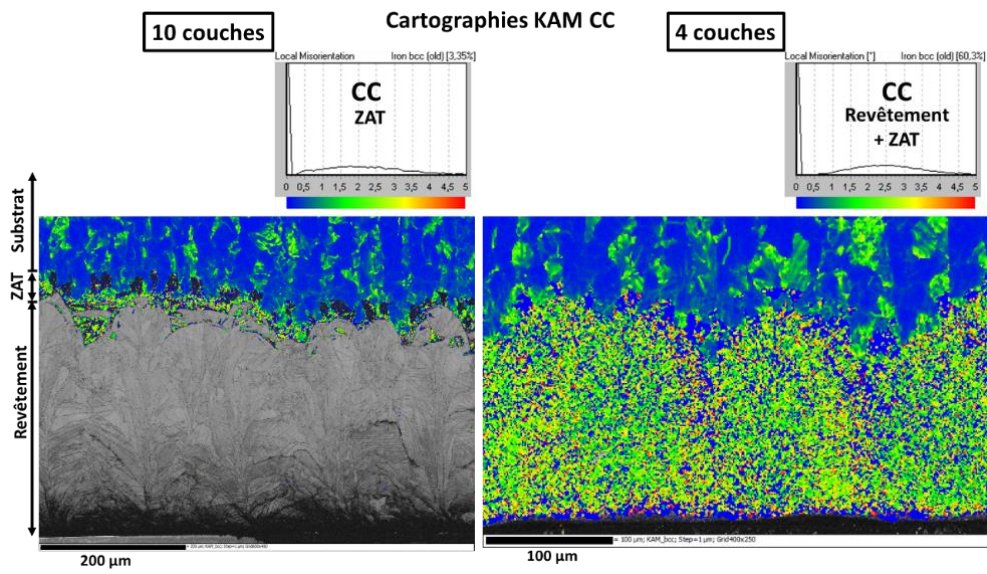 Cartographies KAM CC
10 couches
4 couches
Local Misorientation Iron bcc (old) [3,35%]
CC
ZAT
0 0,5 1 1,5 2 2,5 3 3,5 4 4,5 5
Local Misorientation [°] Iron bcc (old) [60,3%]
CC
Revêtement
+ ZAT
0 0,5 1 1,5 2 2,5 3 3,5 4 4,5 5
Substrat
ZAT
Revêtement
200 µm
= 100 µm; KAM_bcc; Step=1 µm; Grid400x250
100 µm